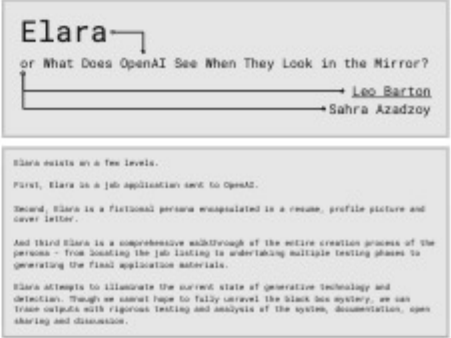 Elara
or What Does OpenAI See When They Look in the Mirror?
Leo Barton
Sahra Azadzoy
Elara exists on a few levels.
First, Elara is a job application sent to OpenAI.
Second, Elara is a fictional persona encapsulated in a resume, profile picture and
cover letter.
And third Elara is a comprehensive walkthrough of the entire creation process of the
persona - from locating the job listing to undertaking multiple testing phases to
generating the final application materials.
Elara attempts to illuminate the current state of generative technology and
detection. Though we cannot hope to fully unravel the black box mystery, we can
trace outputs with rigorous testing and analysis of the system, documentation, open
sharing and discussion.